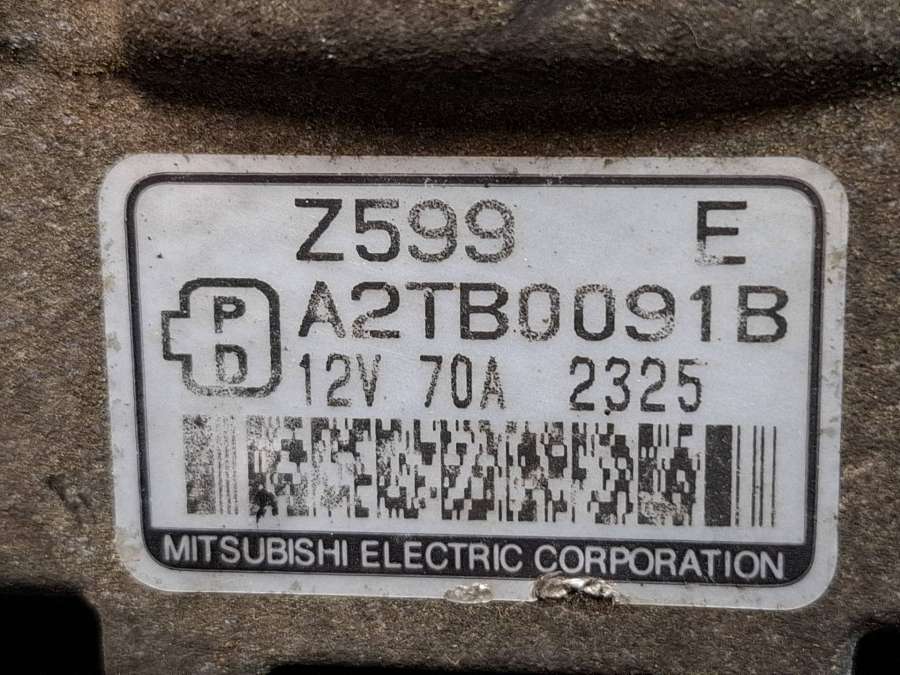 Z599 E
P D A2TB0091B
12V 70A 2325
MITSUBISHI ELECTRIC CORPORATION